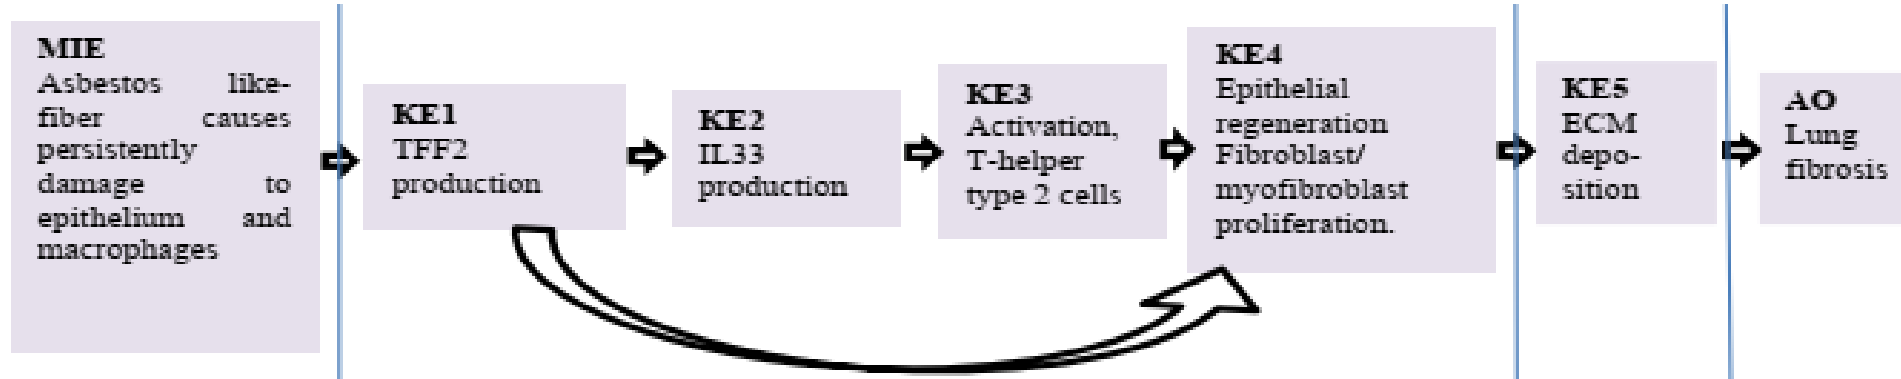 MIE
Asbestos like-
fiber causes
persistently
damage to
epithelium and
macrophages
KE1
TFF2
production
KE2
IL33
production
KE3
Activation,
T-helper
type 2 cells
KE4
Epithelial
regeneration
Fibroblast/
myofibroblast
proliferation.
KE5
ECM
depo-
sition
AO
Lung
fibrosis